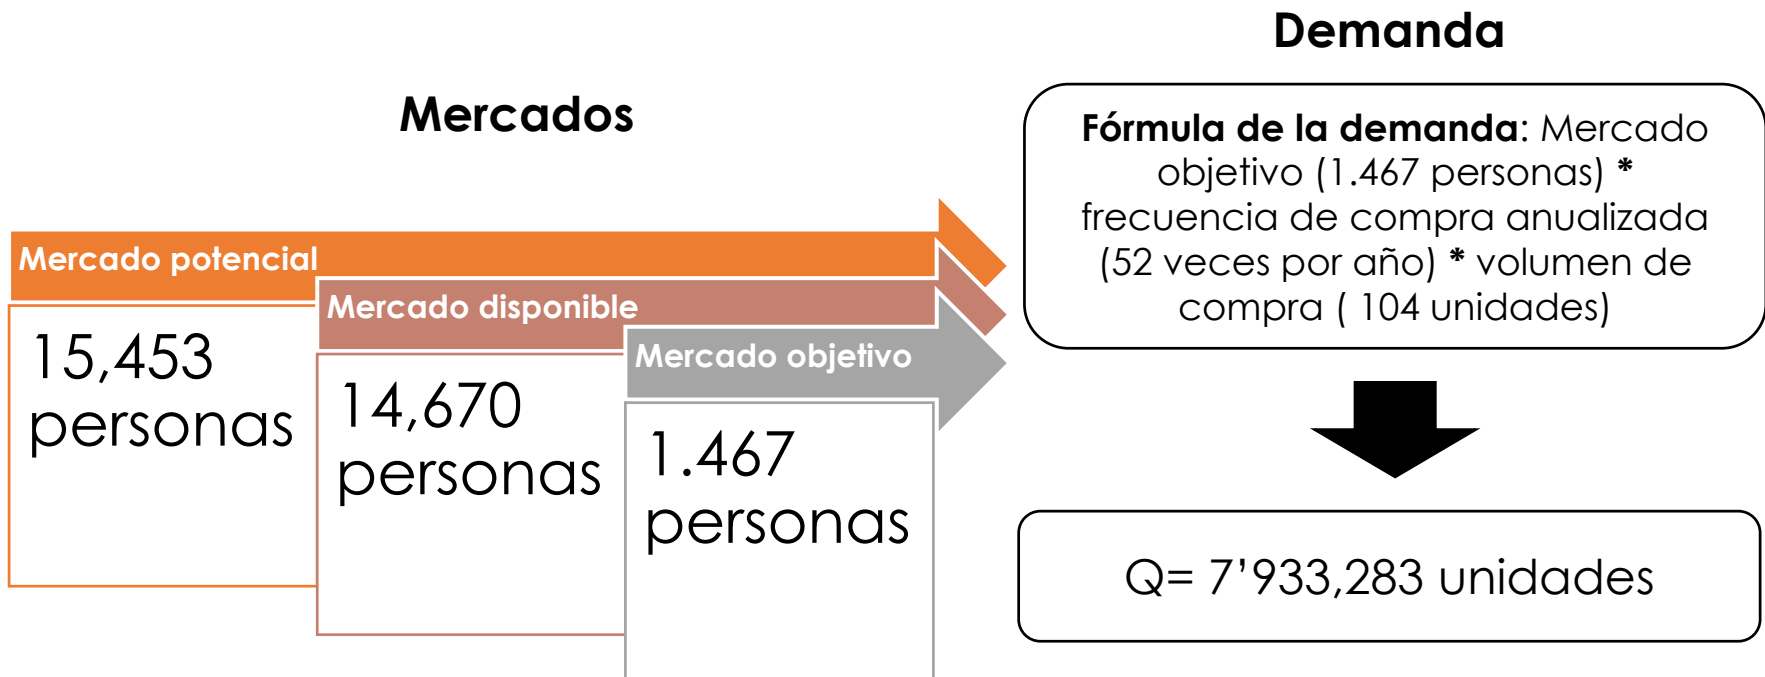 Mercados
Mercado potencial
15,453
personas
Mercado disponible
14,670
personas
Mercado objetivo
1.467
personas
Demanda
Fórmula de la demanda: Mercado
objetivo (1.467 personas) *
frecuencia de compra anualizada
(52 veces por año) * volumen de
compra ( 104 unidades)
Q= 7’933,283 unidades